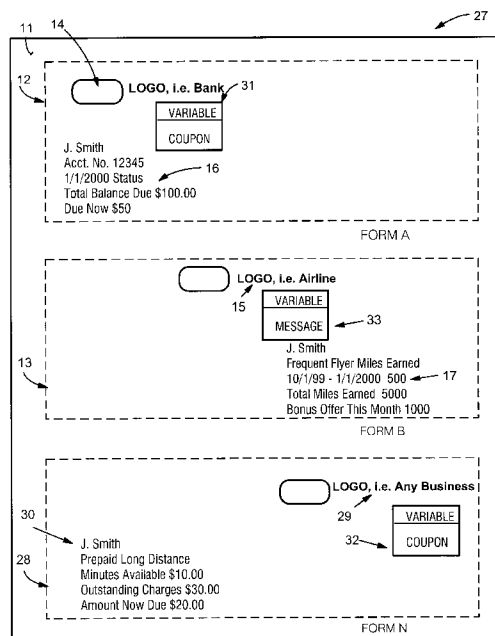 27
11
14
12
LOGO, i.e. Bank
31
VARIABLE
COUPON
J. Smith
Acct. No. 12345
1/1/2000 Status
16
Total Balance Due $100.00
Due Now $50
FORM A
LOGO, i.e. Airline
15
VARIABLE
MESSAGE
33
J. Smith
Frequent Flyer Miles Earned
13
10/1/99 - 1/1/2000 500
17
Total Miles Earned 5000
Bonus Offer This Month 1000
FORM B
LOGO, i.e. Any Business
29
VARIABLE
COUPON
32
30
J. Smith
Prepaid Long Distance
28
Minutes Available $10.00
Outstanding Charges $30.00
Amount Now Due $20.00
FORM N